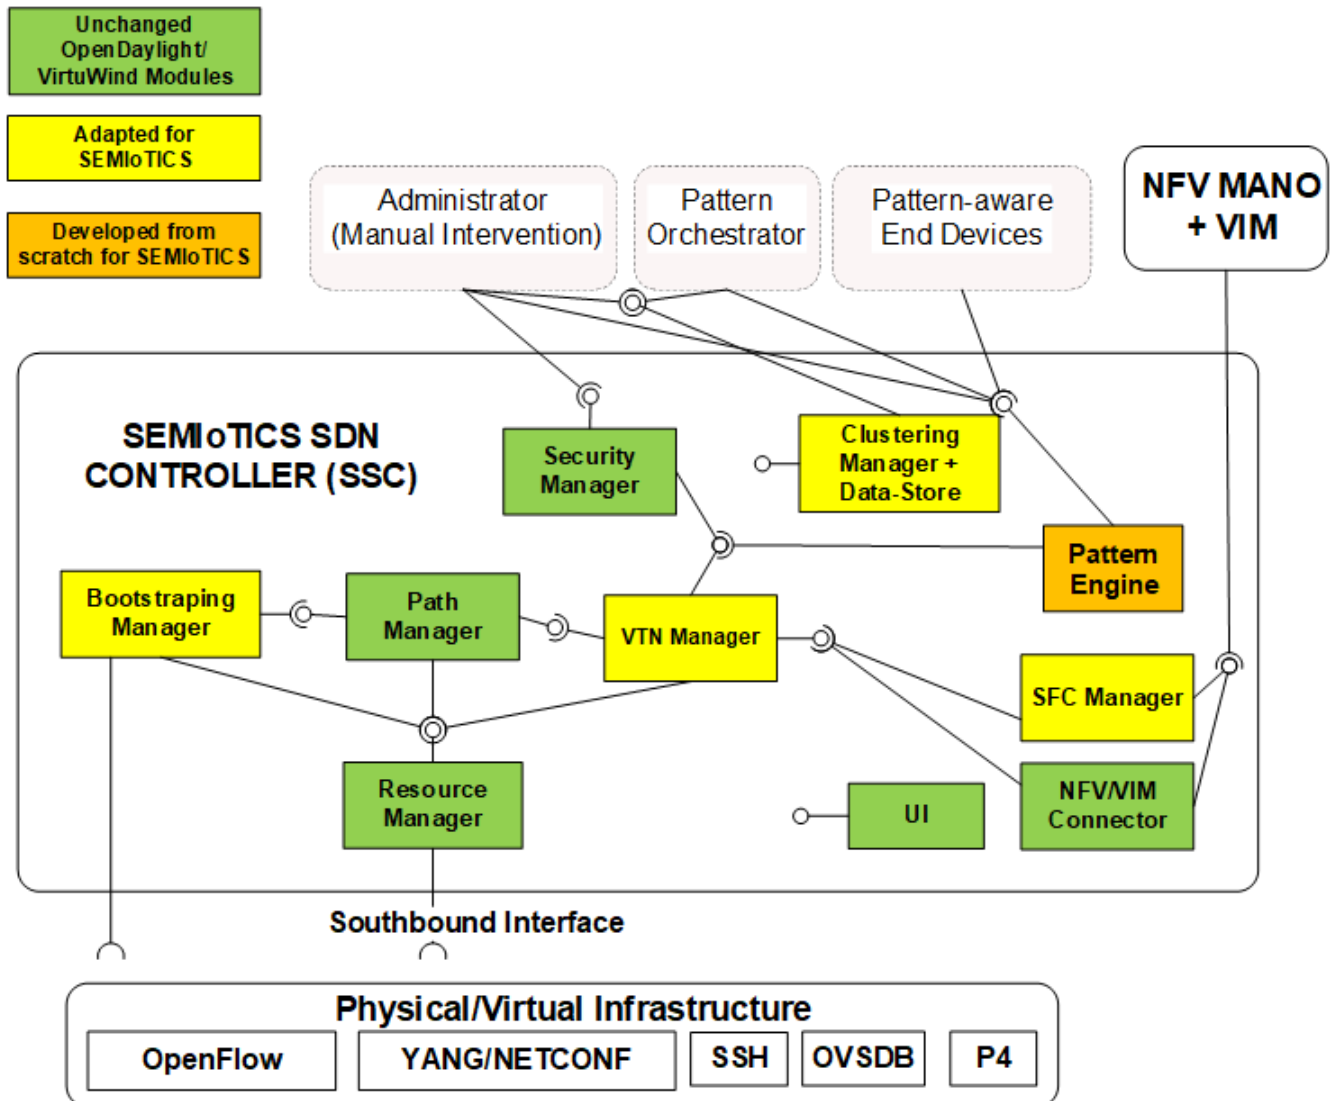 Unchanged
OpenDaylight/
VirtuWind Modules
Adapted for
SEMIoTICS
Developed from
scratch for SEMIoTICS
Administrator
(Manual Intervention)
Pattern
Orchestrator
Pattern-aware
End Devices
NFV MANO
+ VIM
SEMIoTICS SDN
CONTROLLER (SSC)
Security
Manager
Clustering
Manager +
Data-Store
Pattern
Engine
Bootstraping
Manager
Path
Manager
VTN Manager
SFC Manager
Resource
Manager
UI
NFV/VIM
Connector
Southbound Interface
Physical/Virtual Infrastructure
OpenFlow
YANG/NETCONF
SSH
OVSDB
P4